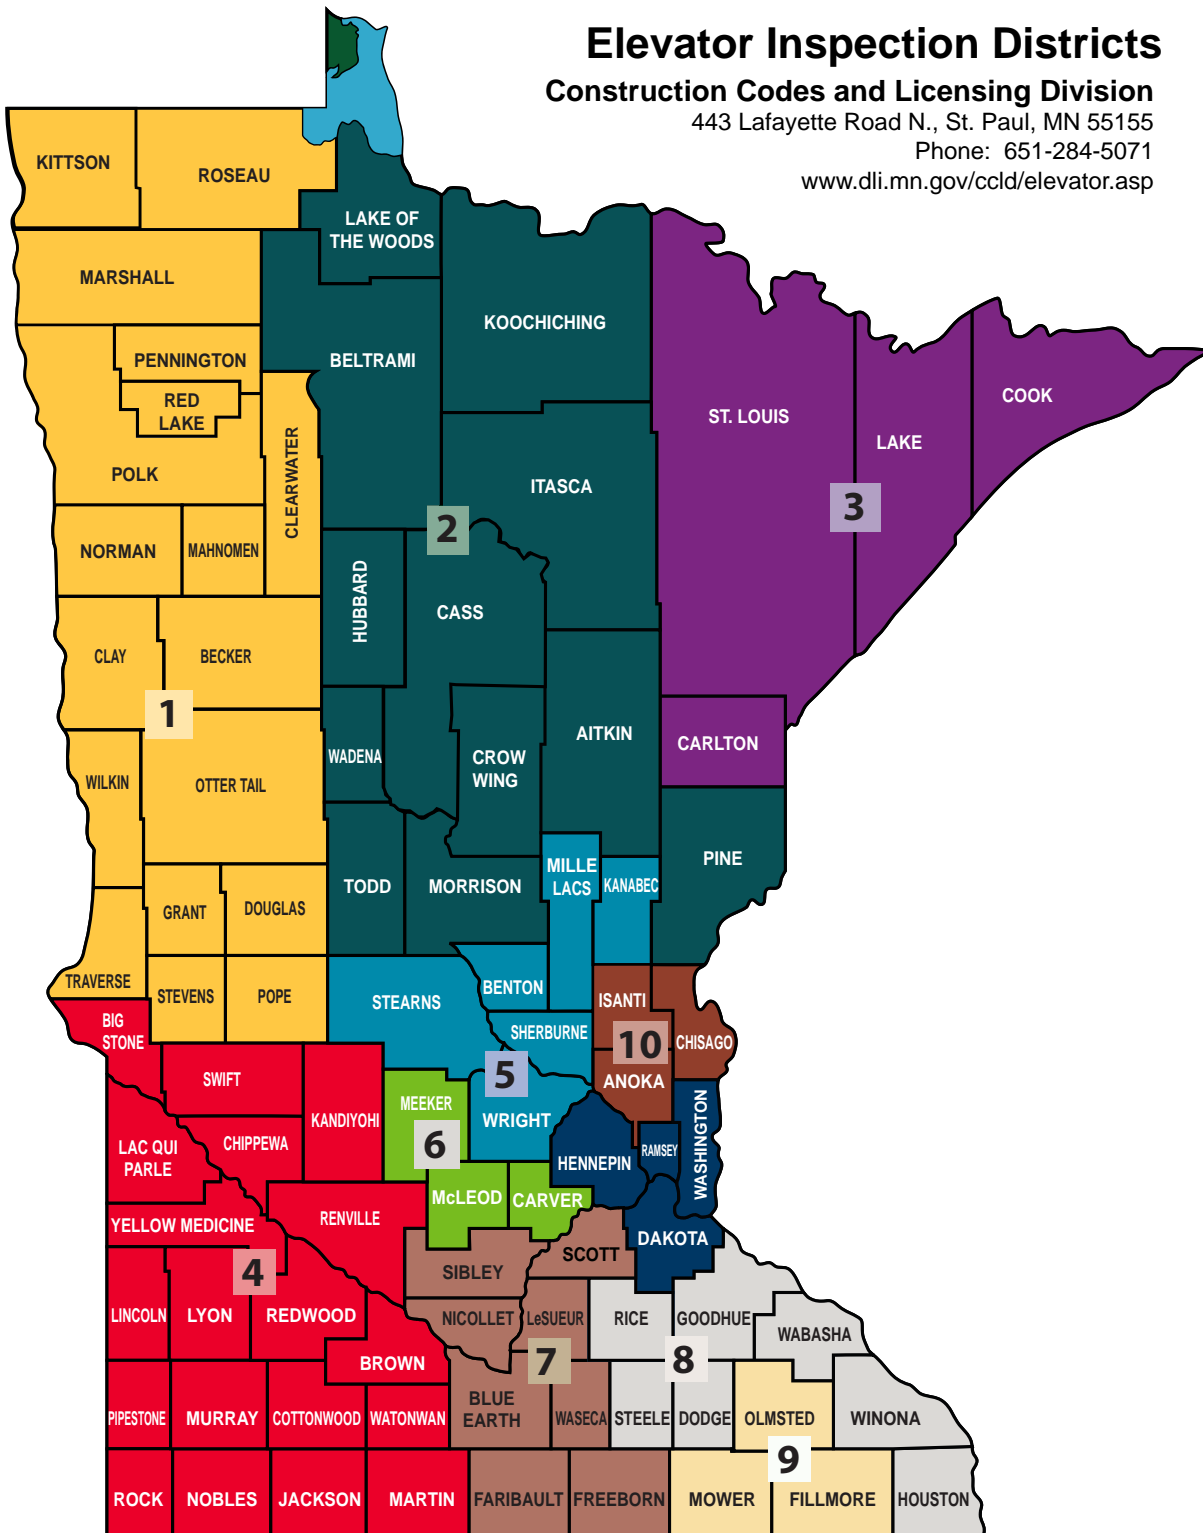 Elevator Inspection Districts
Construction Codes and Licensing Division
443 Lafayette Road N., St. Paul, MN 55155
Phone: 651-284-5071
www.dli.mn.gov/ccld/elevator.asp
KITTSON
ROSEAU
LAKE OF
THE WOODS
MARSHALL
KOOCHICHING
PENNINGTON
BELTRAMI
RED
LAKE
COOK
ST. LOUIS
LAKE
POLK
CLEARWATER
ITASCA
3
2
NORMAN
MAHNOMEN
HUBBARD
CASS
CLAY
BECKER
1
AITKIN
CARLTON
WADENA
CROW
WING
WILKIN
OTTER TAIL
PINE
MILLE
LACS
KANABEC
TODD
MORRISON
GRANT
DOUGLAS
TRAVERSE
STEVENS
POPE
STEARNS
BENTON
ISANTI
BIG
STONE
SHERBURNE
10
CHISAGO
SWIFT
5
ANOKA
MEEKER
KANDIYOHI
WRIGHT
WASHINGTON
CHIPPEWA
6
LAC QUI
PARLE
RAMSEY
HENNEPIN
McLEOD
CARVER
YELLOW MEDICINE
RENVILLE
DAKOTA
SCOTT
4
SIBLEY
LINCOLN
LYON
REDWOOD
NICOLLET
LeSUEUR
RICE
GOODHUE
WABASHA
BROWN
7
8
BLUE
EARTH
PIPESTONE
MURRAY
COTTONWOOD
WATONWAN
WASECA
STEELE
DODGE
OLMSTED
WINONA
9
ROCK
NOBLES
JACKSON
MARTIN
FARIBAULT
FREEBORN
MOWER
FILLMORE
HOUSTON